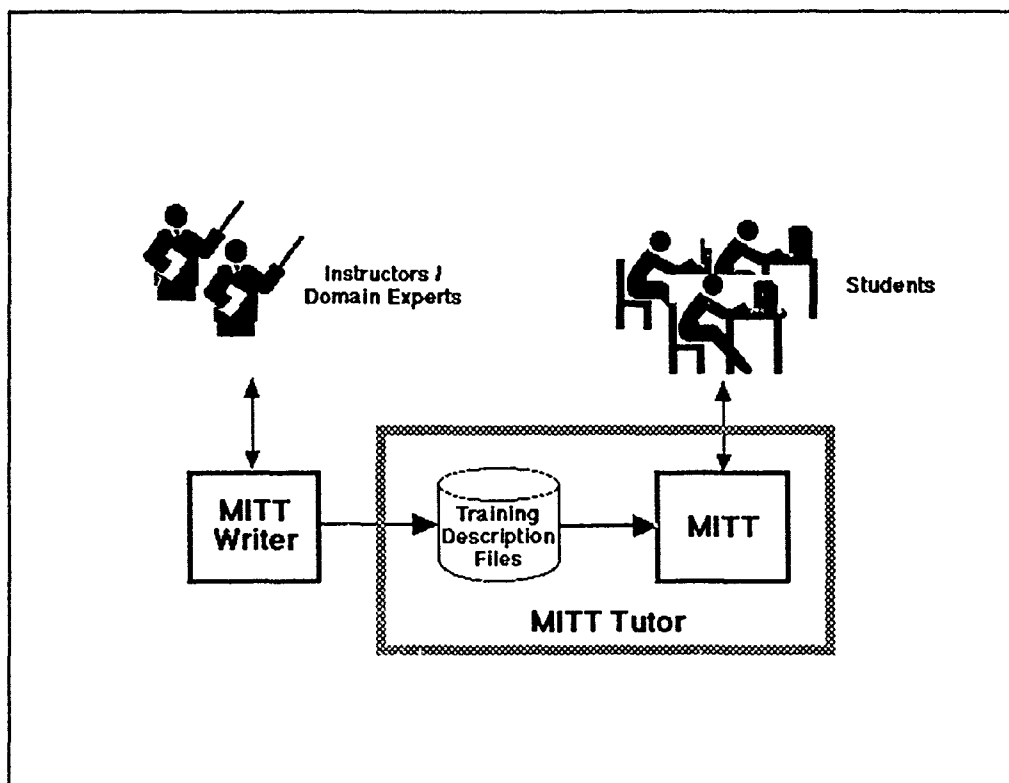 Instructors /
Domain Experts
Students
MITT
Writer
Training
Description
Files
MITT
MITT Tutor